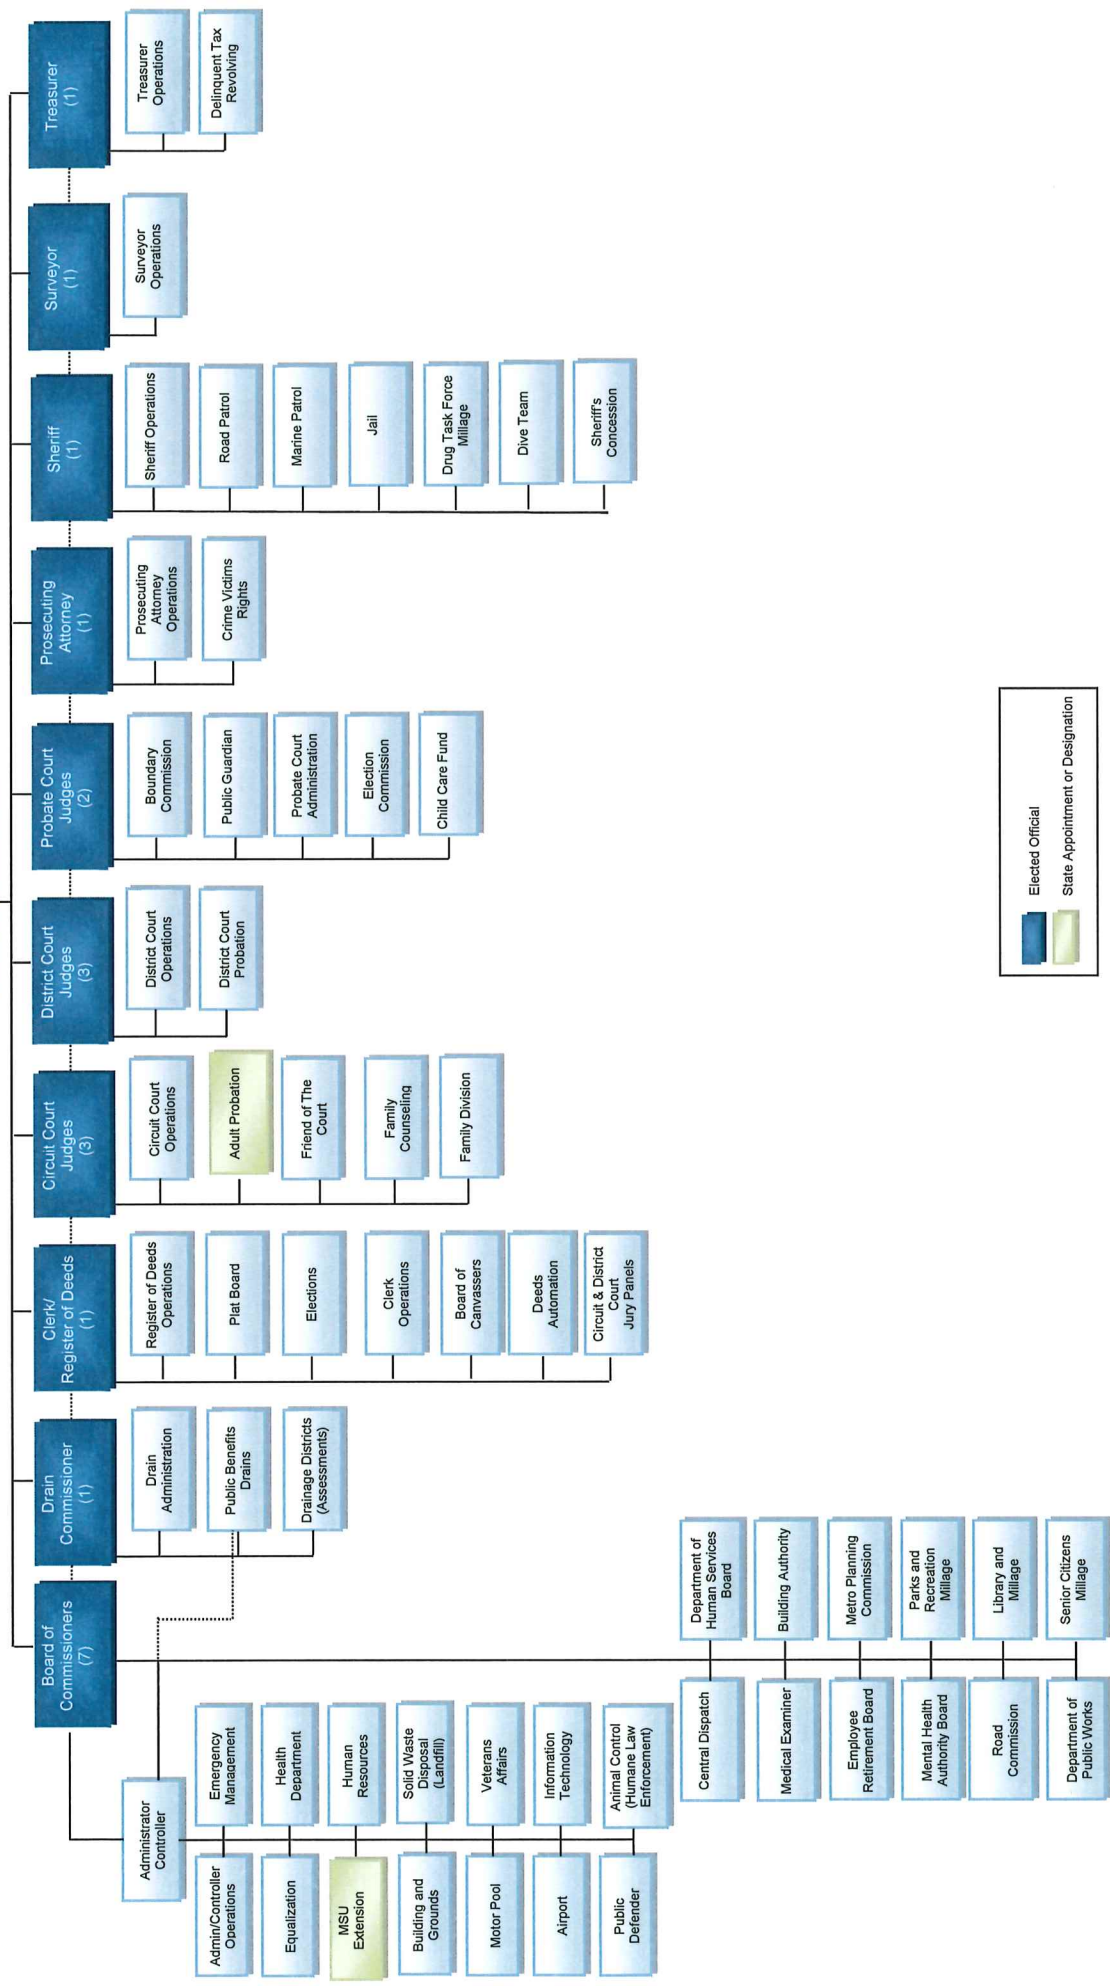 Board of
Commissioners
(7)
Drain
Commissioner
(1)
Clerk/
Register of Deeds
(1)
Circuit Court
Judges
(3)
District Court
Judges
(3)
Probate Court
Judges
(2)
Prosecuting
Attorney
(1)
Sheriff
(1)
Surveyor
(1)
Treasurer
(1)
Administrator
Controller
Admin/Controller
Operations
Emergency
Management
Equalization
Health
Department
MSU
Extension
Human
Resources
Building and
Grounds
Solid Waste
Disposal
(Landfill)
Motor Pool
Veterans
Affairs
Airport
Information
Technology
Public
Defender
Animal Control
(Humane Law
Enforcement)
Central Dispatch
Department of
Human Services
Board
Medical Examiner
Building Authority
Employee
Retirement Board
Metro Planning
Commission
Mental Health
Authority Board
Parks and
Recreation
Millage
Road
Commission
Library and
Millage
Department of
Public Works
Senior Citizens
Millage
Drain
Administration
Public Benefits
Drains
Drainage Districts
(Assessments)
Register of Deeds
Operations
Plat Board
Elections
Clerk
Operations
Board of
Canvassers
Deeds
Automation
Circuit & District
Court
Jury Panels
Circuit Court
Operations
Adult Probation
Friend of The
Court
Family
Counseling
Family Division
District Court
Operations
District Court
Probation
Boundary
Commission
Public Guardian
Probate Court
Administration
Election
Commission
Child Care Fund
Prosecuting
Attorney
Operations
Crime Victims
Rights
Sheriff Operations
Road Patrol
Marine Patrol
Jail
Drug Task Force
Millage
Dive Team
Sheriff's
Concession
Surveyor
Operations
Treasurer
Operations
Delinquent Tax
Revolving
Elected Official
State Appointment or Designation